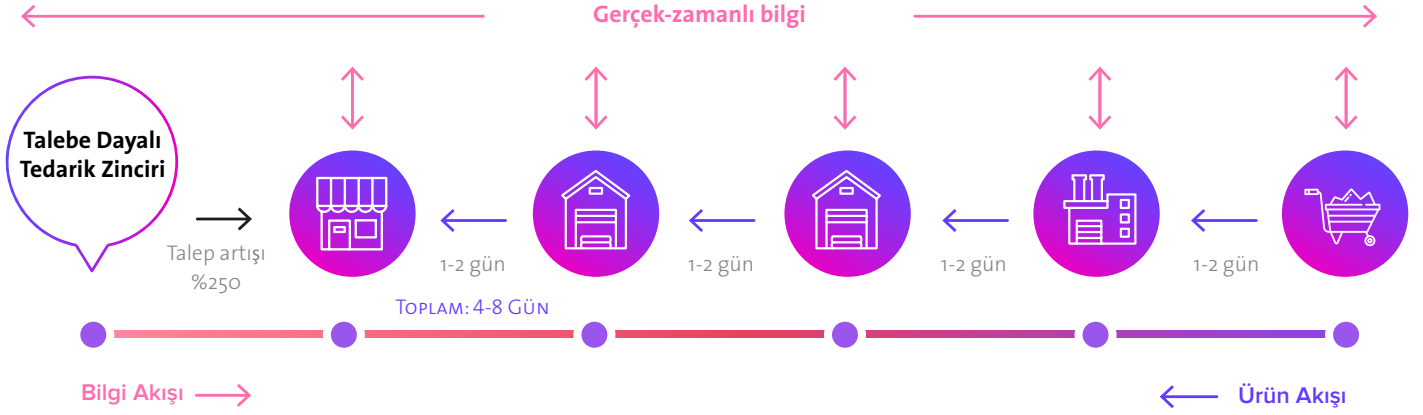 Gerçek-zamanlı bilgi
Talebe Dayalı
Tedarik Zinciri
Talep artışı
%250
1-2 gün
1-2 gün
1-2 gün
1-2 gün
Toplam: 4-8 Gün
Bilgi Akışı
Ürün Akışı